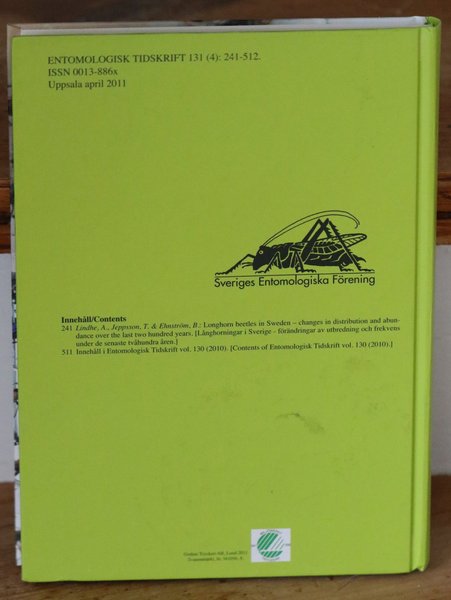 ENTOMOLOGISK TIDSKRIFT 131 (4): 241-512.
ISSN 0013-886x
Uppsala april 2011
Sveriges Entomologiska Förening
Innehåll/Contents
241 Lindhe, A., Jeppsson, T. & Ehnström, B.: Longhorn beetles in Sweden – changes in distribution and abun-
dance over the last two hundred years. [Långhorningar i Sverige - förändringar av utbredning och frekvens
under de senaste tvåhundra åren.]
511 Innehåll i Entomologisk Tidskrift vol. 130 (2010). [Contents of Entomologisk Tidskrift vol. 130 (2010).]
Lund 2011